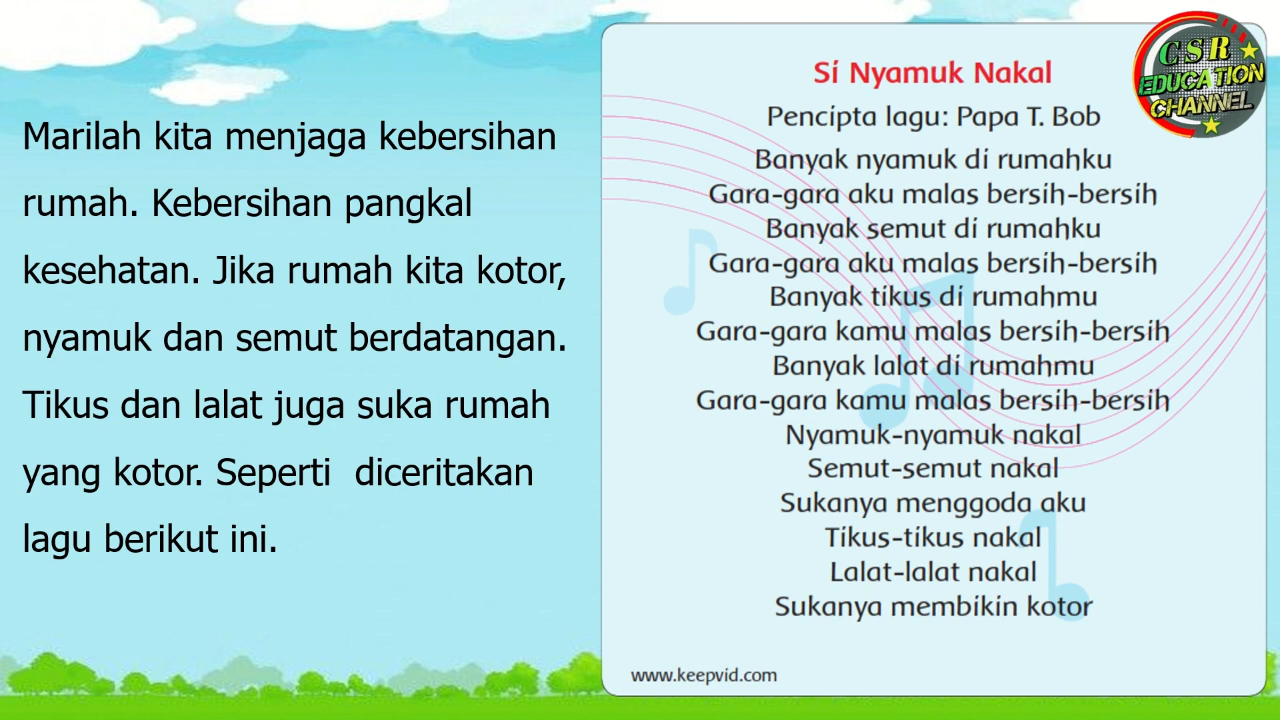 Marilah kita menjaga kebersihan
rumah. Kebersihan pangkal
kesehatan. Jika rumah kita kotor,
nyamuk dan semut berdatangan.
Tikus dan lalat juga suka rumah
yang kotor. Seperti  diceritakan
lagu berikut ini.
Si Nyamuk Nakal
Pencipta lagu: Papa T. Bob
Banyak nyamuk di rumahku
Gara-gara aku malas bersih-bersih
Banyak semut di rumahku
Gara-gara aku malas bersih-bersih
Banyak tikus di rumahmu
Gara-gara kamu malas bersih-bersih
Banyak lalat di rumahmu
Gara-gara kamu malas bersih-bersih
Nyamuk-nyamuk nakal
Semut-semut nakal
Sukanya menggoda aku
Tikus-tikus nakal
Lalat-lalat nakal
Sukanya membikin kotor
www.keepvid.com
CSR
EDUCATION
CHANNEL